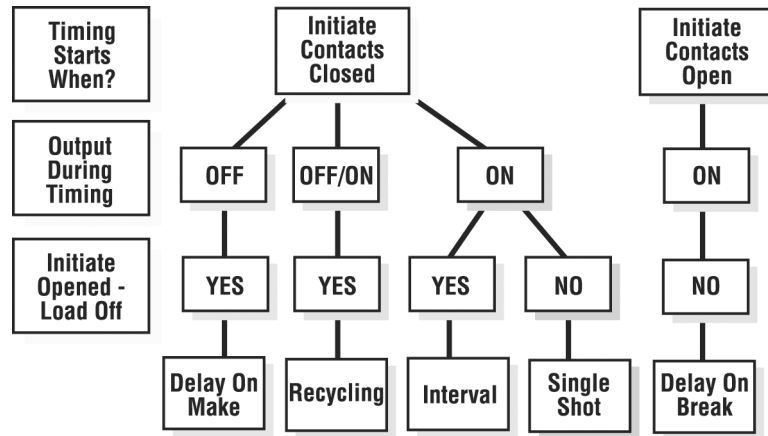 Timing
Starts
When?
Initiate
Contacts
Closed
Initiate
Contacts
Open
Output
During
Timing
OFF
OFF/ON
ON
ON
Initiate
Opened -
Load Off
YES
YES
YES
NO
NO
Delay On
Make
Recycling
Interval
Single
Shot
Delay On
Break